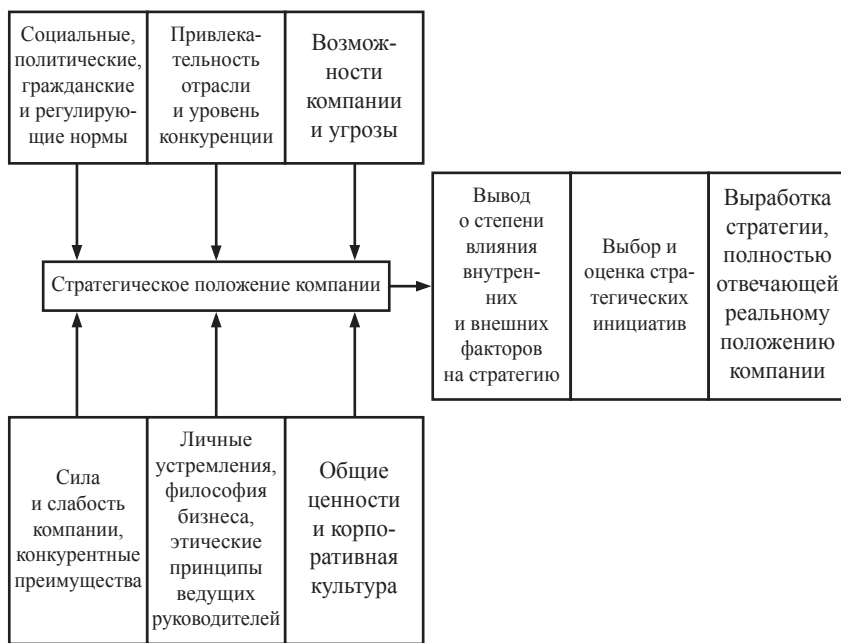 Социальные,
политические,
гражданские
и регулирую-
щие нормы
Привлека-
тельность
отрасли
и уровень
конкуренции
Возмож-
ности
компании
и угрозы
Стратегическое положение компании
Вывод
о степени
влияния
внутрен-
них
и внешних
факторов
на стратегию
Выбор и
оценка стра-
тегических
инициатив
Выработка
стратегии,
полностью
отвечающей
реальному
положению
компании
Сила
и слабость
компании,
конкурентные
преимущества
Личные
устремления,
философия
бизнеса,
этические
принципы
ведущих
руководителей
Общие
ценности
и корпо-
ративная
культура